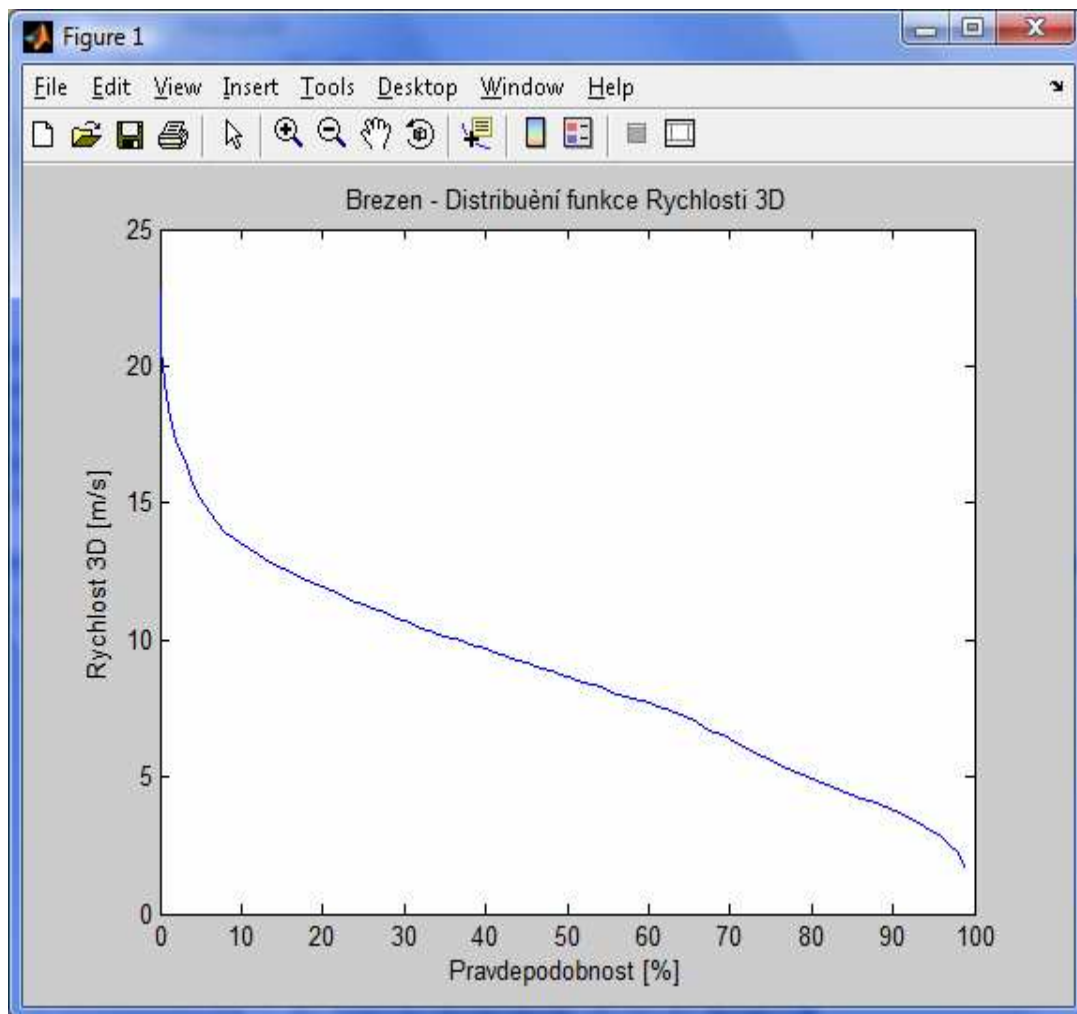 Figure 1
File Edit View Insert Tools Desktop Window Help
Brezen - Distribuèní funkce Rychlosti 3D
25
20
15
10
5
0
Rychlost 3D [m/s]
0 10 20 30 40 50 60 70 80 90 100
Pravdepodobnost [%]